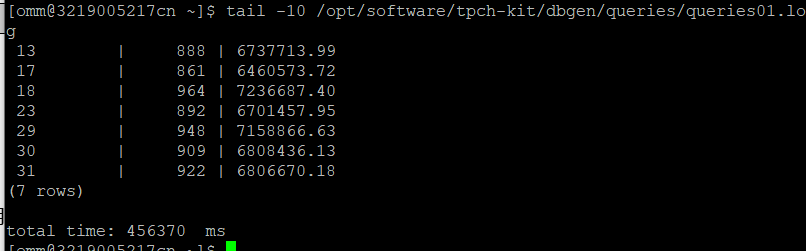 [omm@3219005217cn ~]$ tail -10 /opt/software/tpch-kit/dbgen/queries/queries01.lo
g
13         |      888 | 6737713.99
17         |      861 | 6460573.72
18         |      964 | 7236687.40
23         |      892 | 6701457.95
29         |      948 | 7158866.63
30         |      909 | 6808436.13
31         |      922 | 6806670.18
(7 rows)
total time: 456370  ms
[omm@3219005217cn ~]$